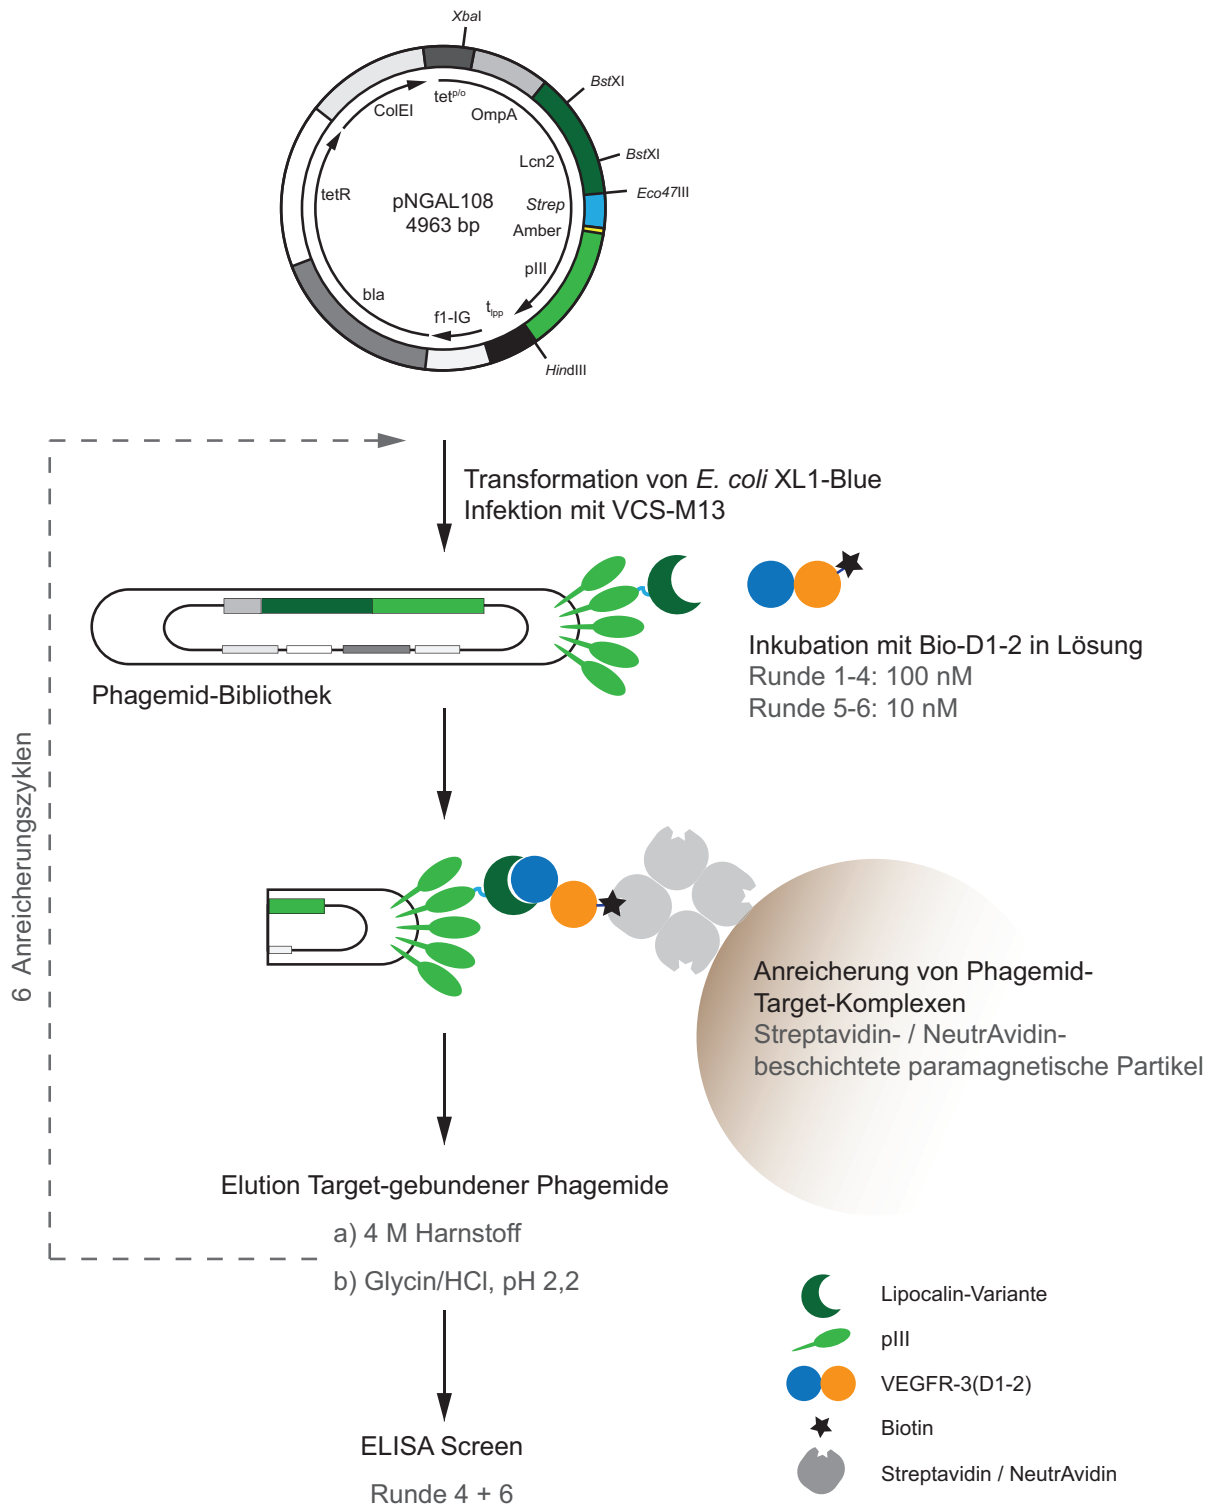 XbaI
BstXI
tetp/o
ColEI
OmpA
Lcn2
BstXI
Eco47III
tetR
pNGAL108
4963 bp
Strep
Amber
pIII
bla
f1-IG
tlpp
HindIII
Transformation von E. coli XL1-Blue
Infektion mit VCS-M13
Phagemid-Bibliothek
Inkubation mit Bio-D1-2 in Lösung
Runde 1-4: 100 nM
Runde 5-6: 10 nM
6 Anreicherungszyklen
Anreicherung von Phagemid-
Target-Komplexen
Streptavidin- / NeutrAvidin-
beschichtete paramagnetische Partikel
Elution Target-gebundener Phagemide
a) 4 M Harnstoff
b) Glycin/HCl, pH 2,2
ELISA Screen
Runde 4 + 6
Lipocalin-Variante
pIII
VEGFR-3(D1-2)
Biotin
Streptavidin / NeutrAvidin